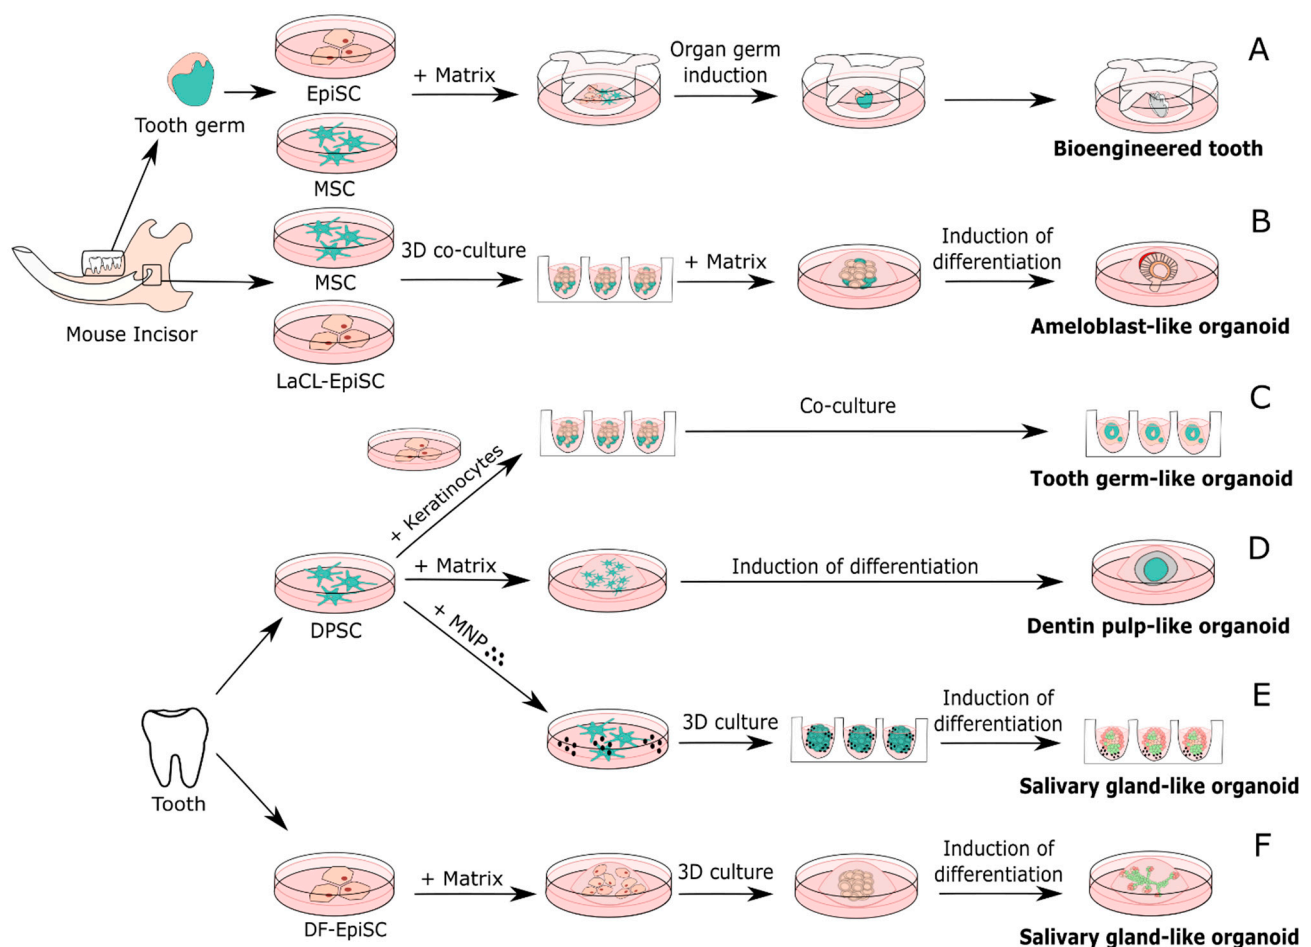 A
Tooth germ
EpiSC
+ Matrix
Organ germ
induction
Bioengineered tooth
MSC
B
Mouse Incisor
MSC
3D co-culture
+ Matrix
Induction of
differentiation
Ameloblast-like organoid
LaCL-EpiSC
C
+ Keratinocytes
Co-culture
Tooth germ-like organoid
D
DPSC
+ Matrix
Induction of differentiation
Dentin pulp-like organoid
E
+ MNP
3D culture
Induction of
differentiation
Salivary gland-like organoid
Tooth
F
DF-EpiSC
+ Matrix
3D culture
Induction of
differentiation
Salivary gland-like organoid